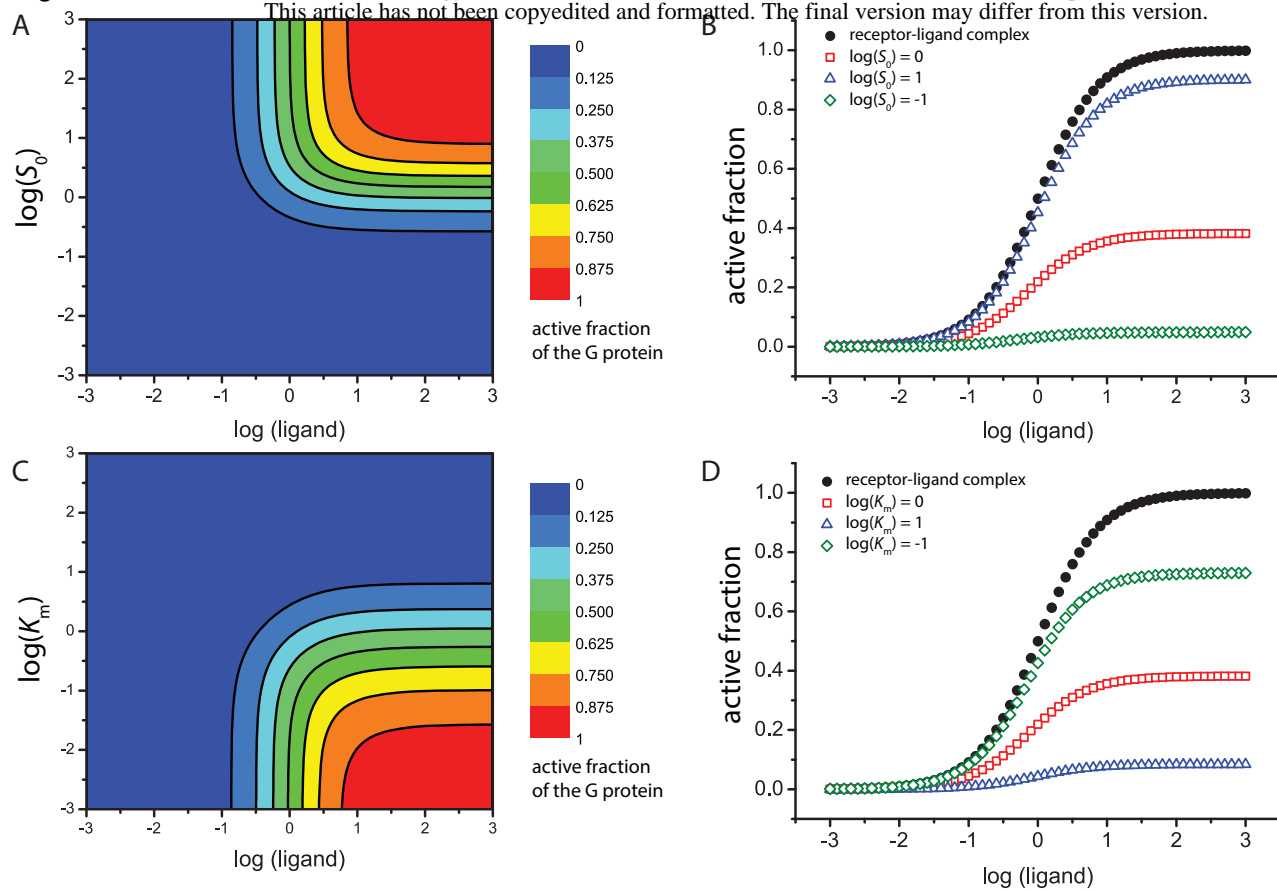 This article has not been copyedited and formatted. The final version may differ from this version.
A
log(S0)
3
2
1
0
-1
-2
-3
-3 -2 -1 0 1 2 3
log (ligand)
0
0.125
0.250
0.375
0.500
0.625
0.750
0.875
1
active fraction
of the G protein
B
receptor-ligand complex
log(S0) = 0
log(S0) = 1
log(S0) = -1
active fraction
1.0
0.8
0.6
0.4
0.2
0.0
-3 -2 -1 0 1 2 3
log (ligand)
C
log(Km)
3
2
1
0
-1
-2
-3
-3 -2 -1 0 1 2 3
log (ligand)
0
0.125
0.250
0.375
0.500
0.625
0.750
0.875
1
active fraction
of the G protein
D
receptor-ligand complex
log(Km) = 0
log(Km) = 1
log(Km) = -1
active fraction
1.0
0.8
0.6
0.4
0.2
0.0
-3 -2 -1 0 1 2 3
log (ligand)